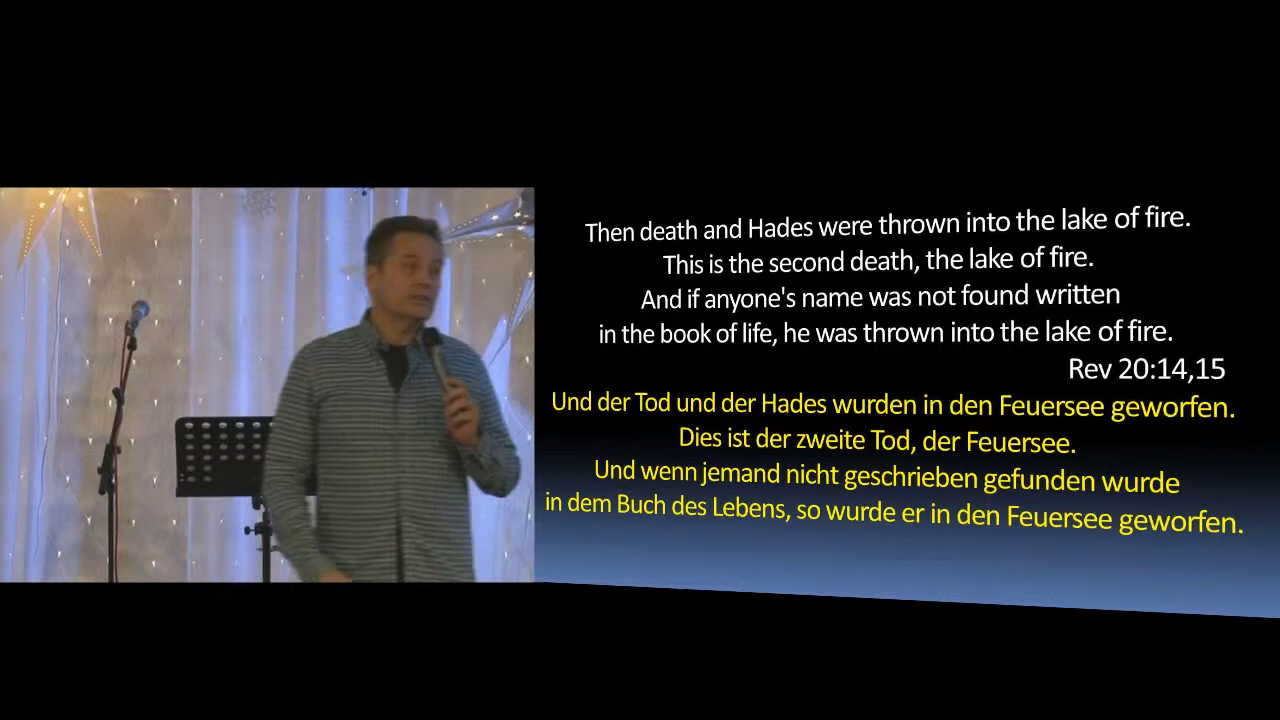 Then death and Hades were thrown into the lake of fire.
This is the second death, the lake of fire.
And if anyone's name was not found written
in the book of life, he was thrown into the lake of fire.
Rev 20:14,15
Und der Tod und der Hades wurden in den Feuersee geworfen.
Dies ist der zweite Tod, der Feuersee.
Und wenn jemand nicht geschrieben gefunden wurde
in dem Buch des Lebens, so wurde er in den Feuersee geworfen.